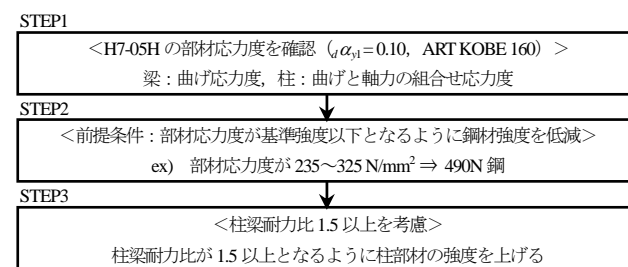 STEP1
＜H7-05H の部材応力度を確認（dαy1 = 0.10，ART KOBE 160）＞
梁：曲げ応力度，柱：曲げと軸力の組合せ応力度
STEP2
＜前提条件：部材応力度が基準強度以下となるように鋼材強度を低減＞
ex) 部材応力度が 235～325 N/mm² ⇒ 490N 鋼
STEP3
＜柱梁耐力比 1.5 以上を考慮＞
柱梁耐力比が 1.5 以上となるように柱部材の強度を上げる